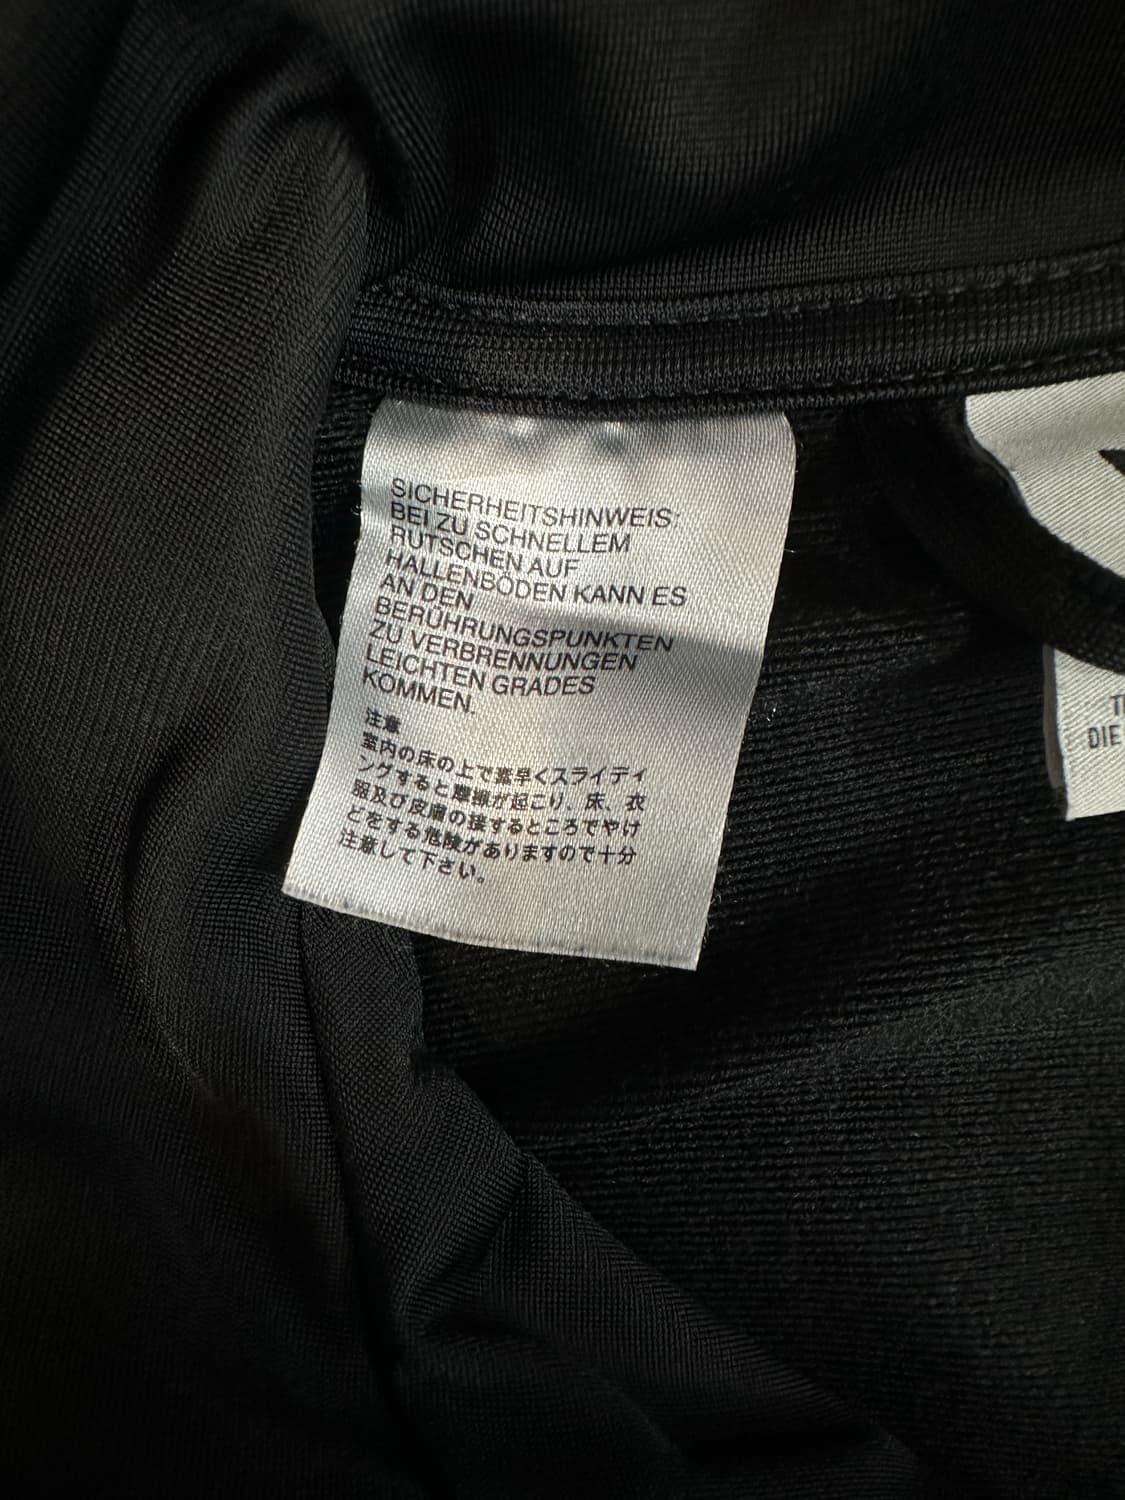 SICHERHEITSHINWEIS:
BEI ZU SCHNELLEM
RUTSCHEN AUF
HALLENBÖDEN KANN ES
AN DEN
BERÜHRUNGSPUNKTEN
ZU VERBRENNUNGEN
LEICHTEN GRADES
KOMMEN.
注意
室内の床の上で素早くスライディ
ングすると摩擦が起こり、床、衣
服及び皮膚の接するところでやけ
どをする危険がありますので十分
注意して下さい。
DIE